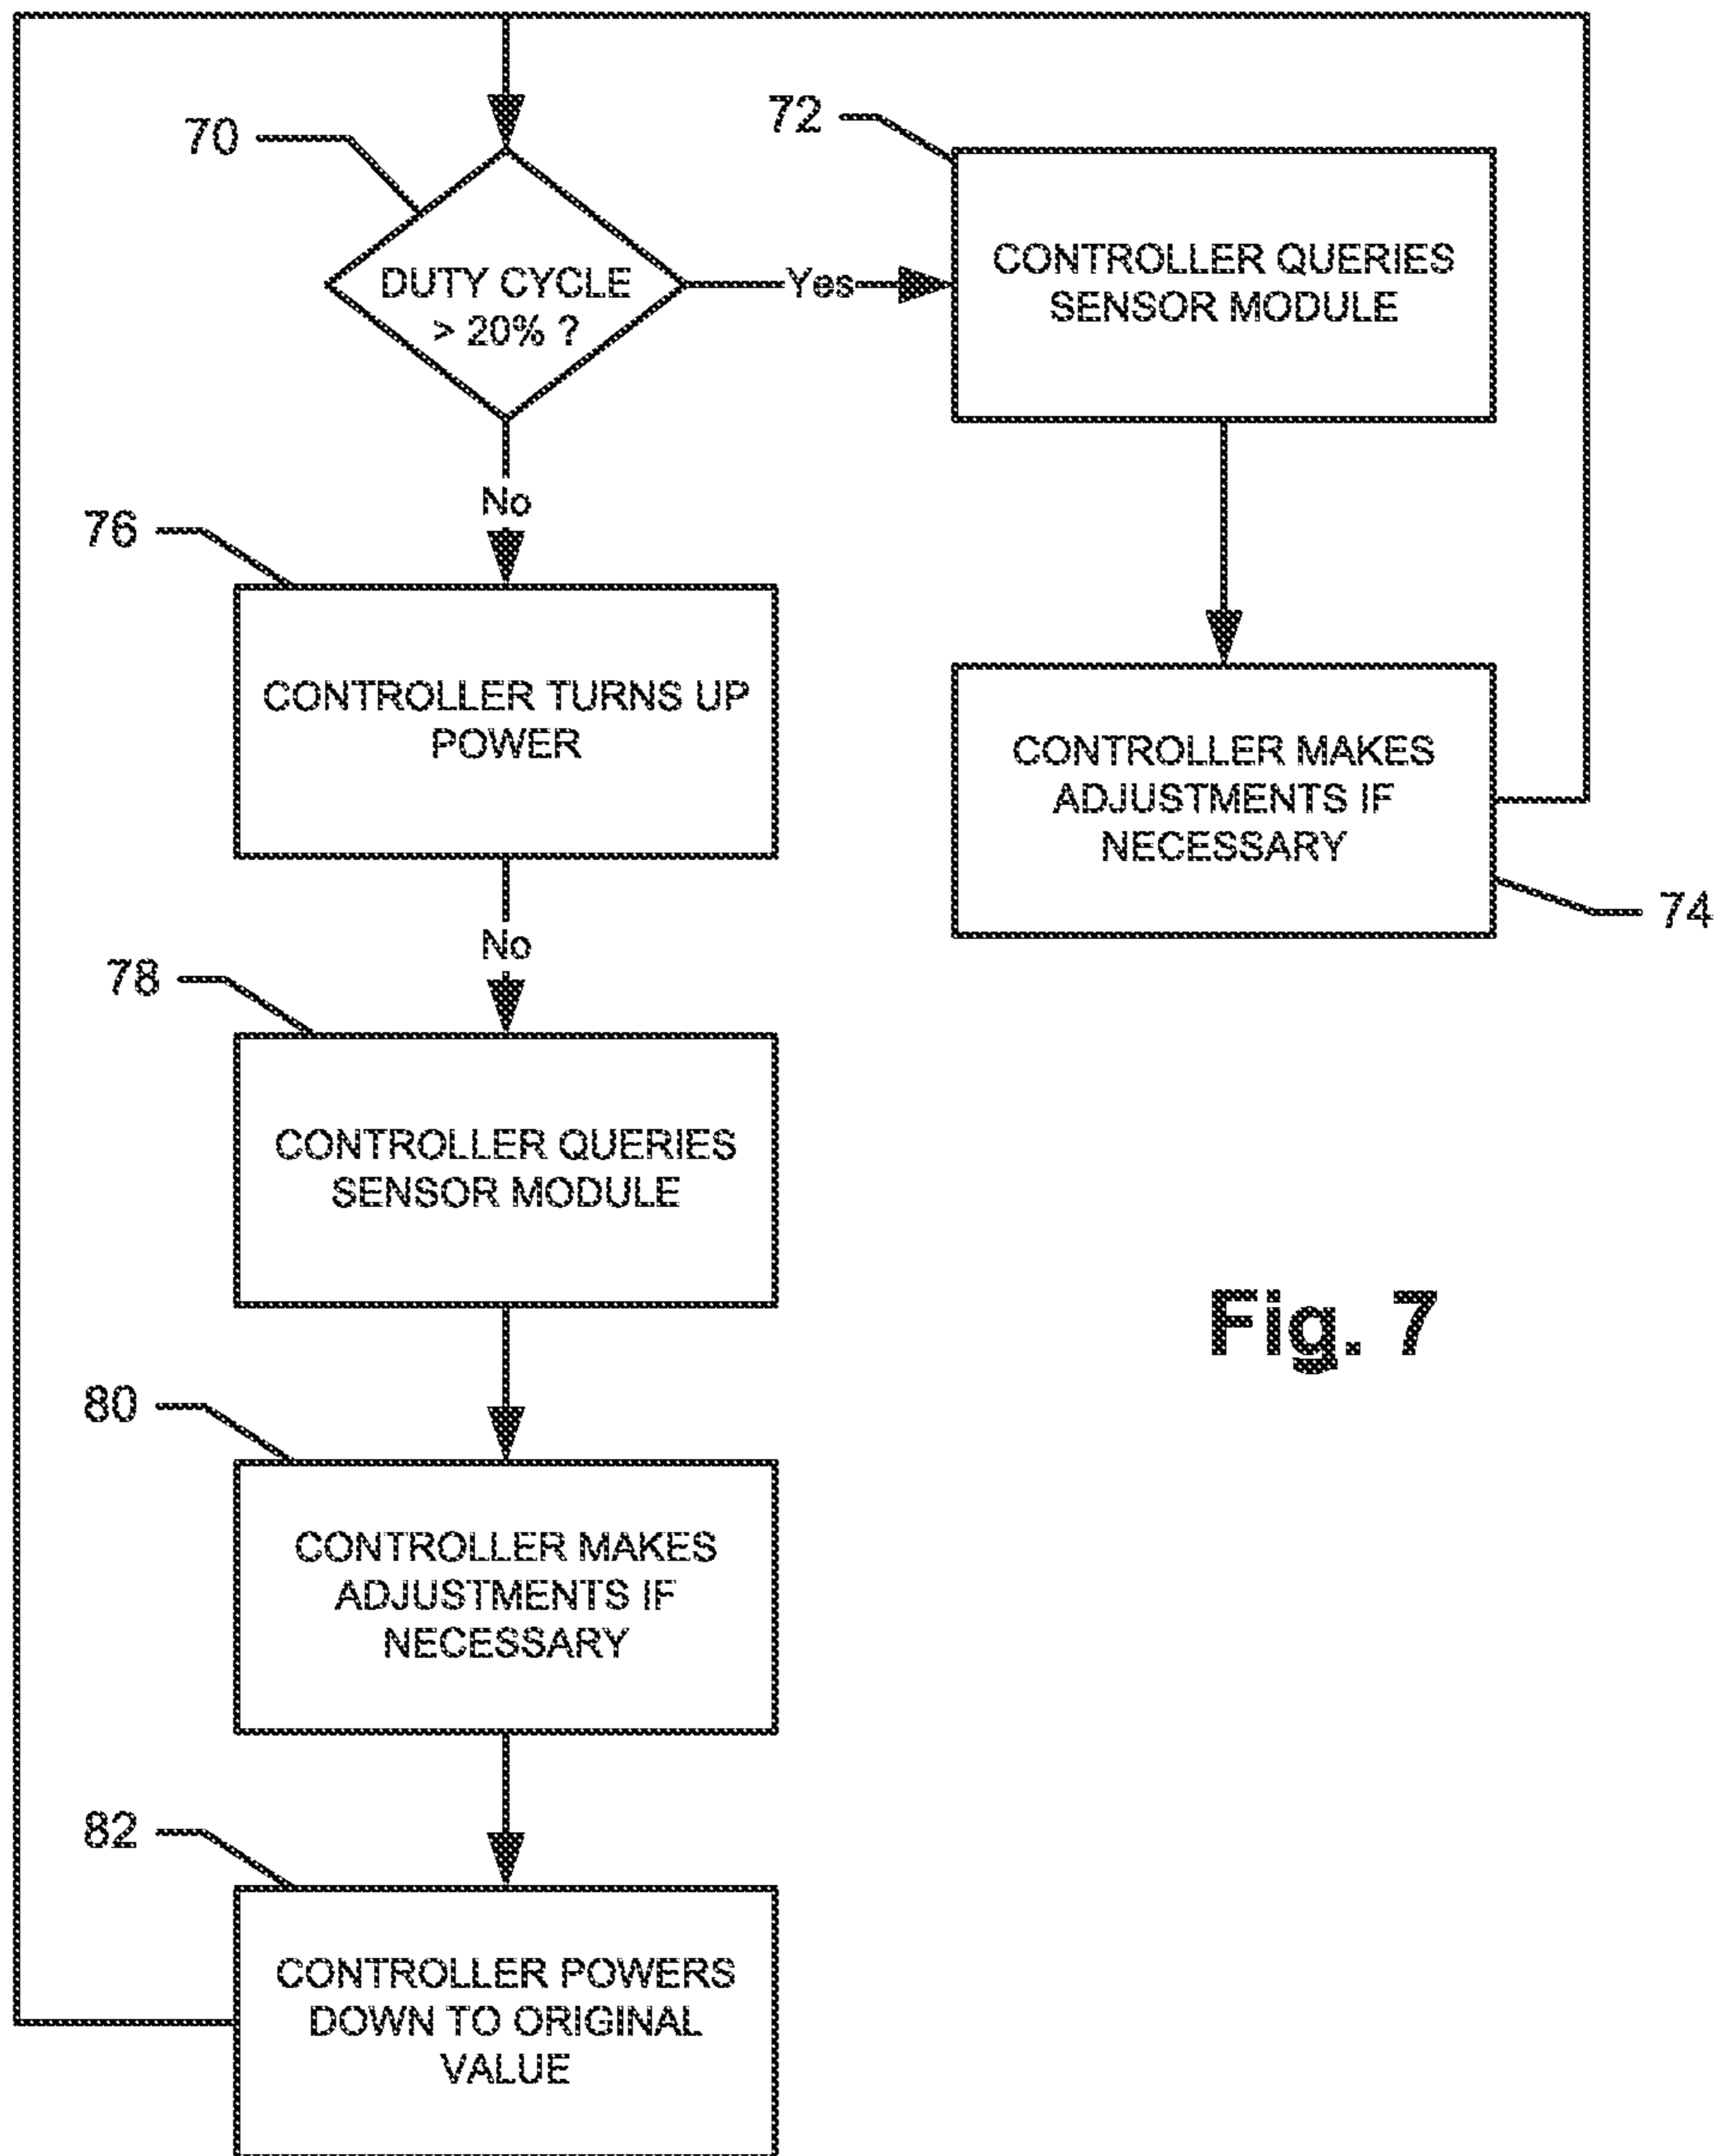 70
DUTY CYCLE
> 20% ?
Yes
72
CONTROLLER QUERIES
SENSOR MODULE
No
76
CONTROLLER TURNS UP
POWER
CONTROLLER MAKES
ADJUSTMENTS IF
NECESSARY
74
No
78
CONTROLLER QUERIES
SENSOR MODULE
Fig. 7
80
CONTROLLER MAKES
ADJUSTMENTS IF
NECESSARY
82
CONTROLLER POWERS
DOWN TO ORIGINAL
VALUE